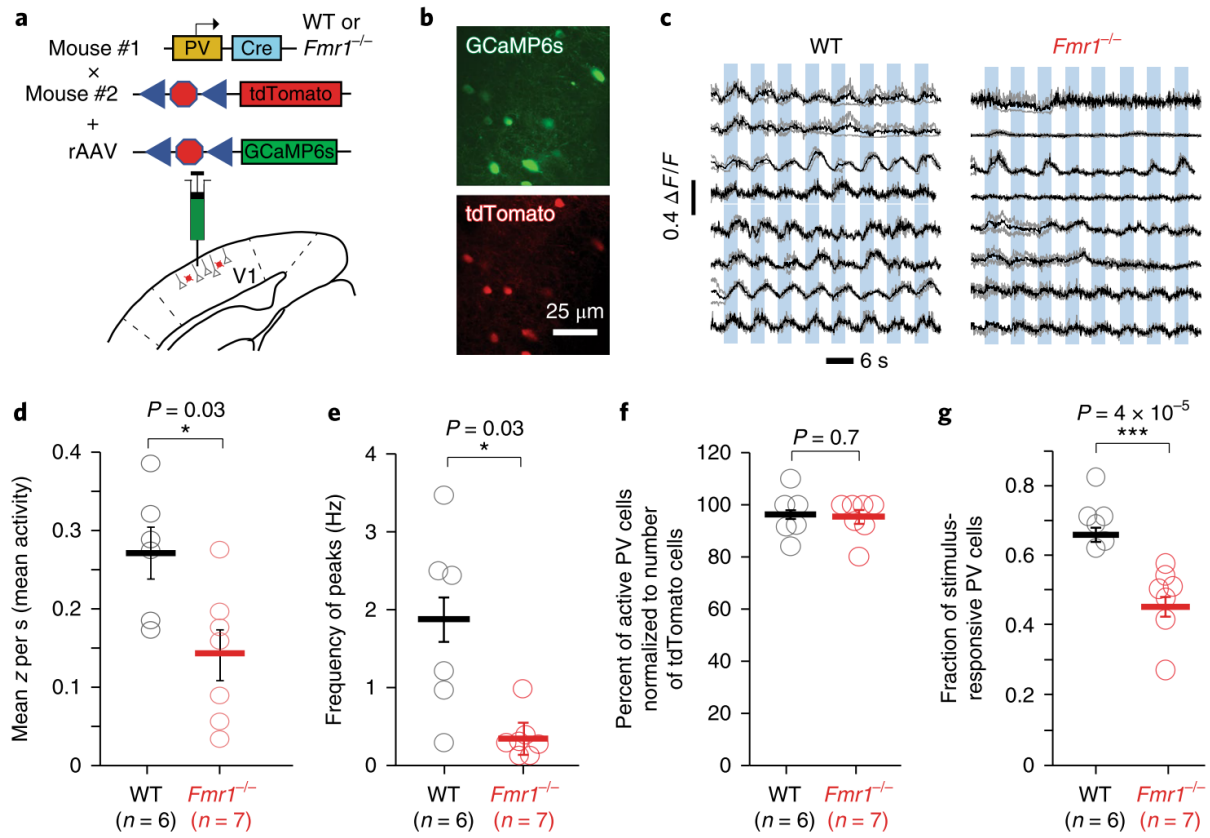 a
Mouse #1
PV
Cre
WT or
Fmr1−/−
×
Mouse #2
tdTomato
+
rAAV
GCaMP6s
V1
b
GCaMP6s
tdTomato
25 μm
c
WT
Fmr1−/−
0.4 ΔF/F
6 s
d
P = 0.03
*
Mean z per s (mean activity)
0.4
0.3
0.2
0.1
0
WT
(n = 6)
Fmr1−/−
(n = 7)
e
P = 0.03
*
Frequency of peaks (Hz)
4
3
2
1
0
WT
(n = 6)
Fmr1−/−
(n = 7)
f
P = 0.7
Percent of active PV cells
normalized to number
of tdTomato cells
120
100
80
60
40
20
0
WT
(n = 6)
Fmr1−/−
(n = 7)
g
P = 4 × 10−5
***
Fraction of stimulus-
responsive PV cells
0.8
0.6
0.4
0.2
0
WT
(n = 6)
Fmr1−/−
(n = 7)